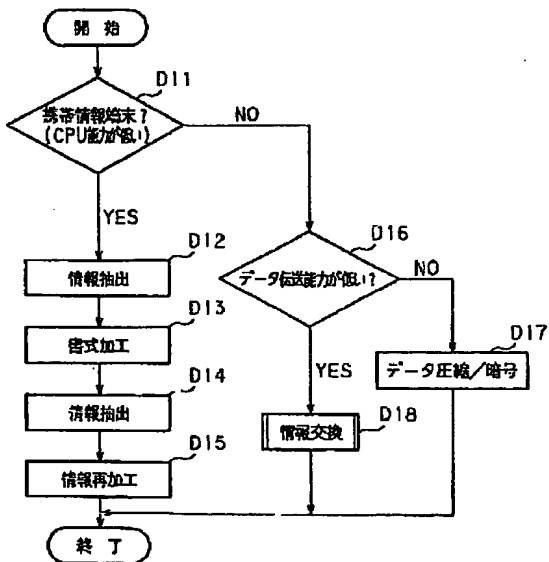 開始
D11
携帯情報端末?
(CPU能力が低い)
NO
YES
D12
情報抽出
D13
書式加工
D14
情報抽出
D15
情報再加工
D16
データ伝送能力が低い?
NO
YES
D17
データ圧縮/暗号
D18
情報交換
終了